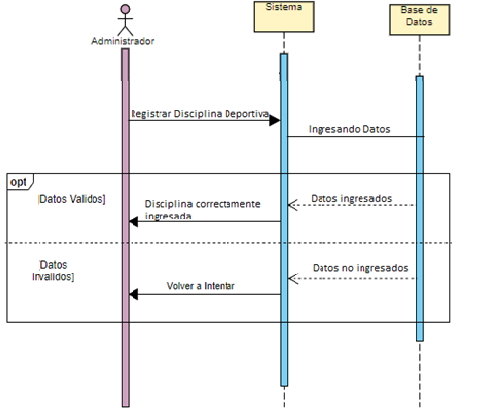 Sistema
Base de
Datos
Administrador
Registrar Disciplina Deportiva
Ingresando Datos
opt
[Datos Validos]
Disciplina correctamente
ingresada
Datos ingresados
[Datos
Invalidos]
Datos no ingresados
Volver a Intentar